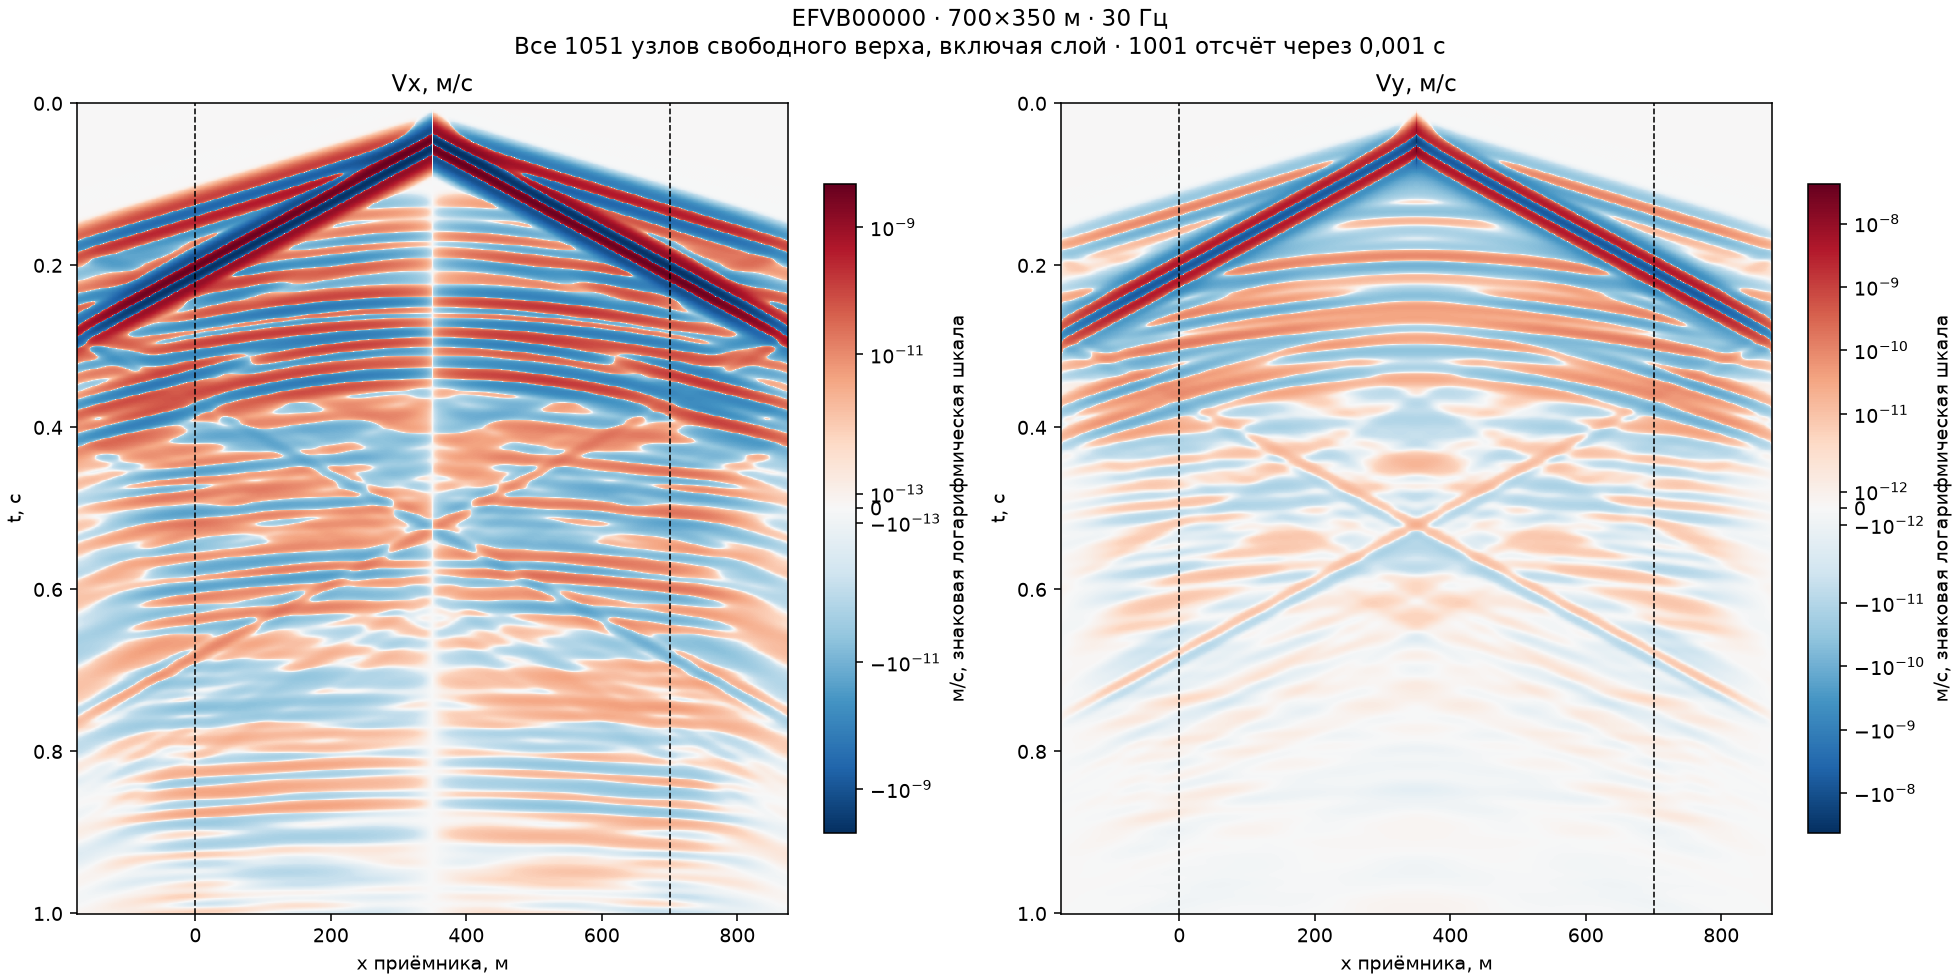 EFVB00000 · 700×350 м · 30 Гц
Все 1051 узлов свободного верха, включая слой · 1001 отсчёт через 0,001 с
Vx, м/с
0.0
0.2
0.4
0.6
0.8
1.0
t, с
0 200 400 600 800
x приёмника, м
10⁻⁹
10⁻¹¹
10⁻¹³
0
−10⁻¹³
−10⁻¹¹
−10⁻⁹
м/с, знаковая логарифмическая шкала
Vy, м/с
0.0
0.2
0.4
0.6
0.8
1.0
t, с
0 200 400 600 800
x приёмника, м
10⁻⁸
10⁻⁹
10⁻¹⁰
10⁻¹¹
10⁻¹²
0
−10⁻¹²
−10⁻¹¹
−10⁻¹⁰
−10⁻⁹
−10⁻⁸
м/с, знаковая логарифмическая шкала